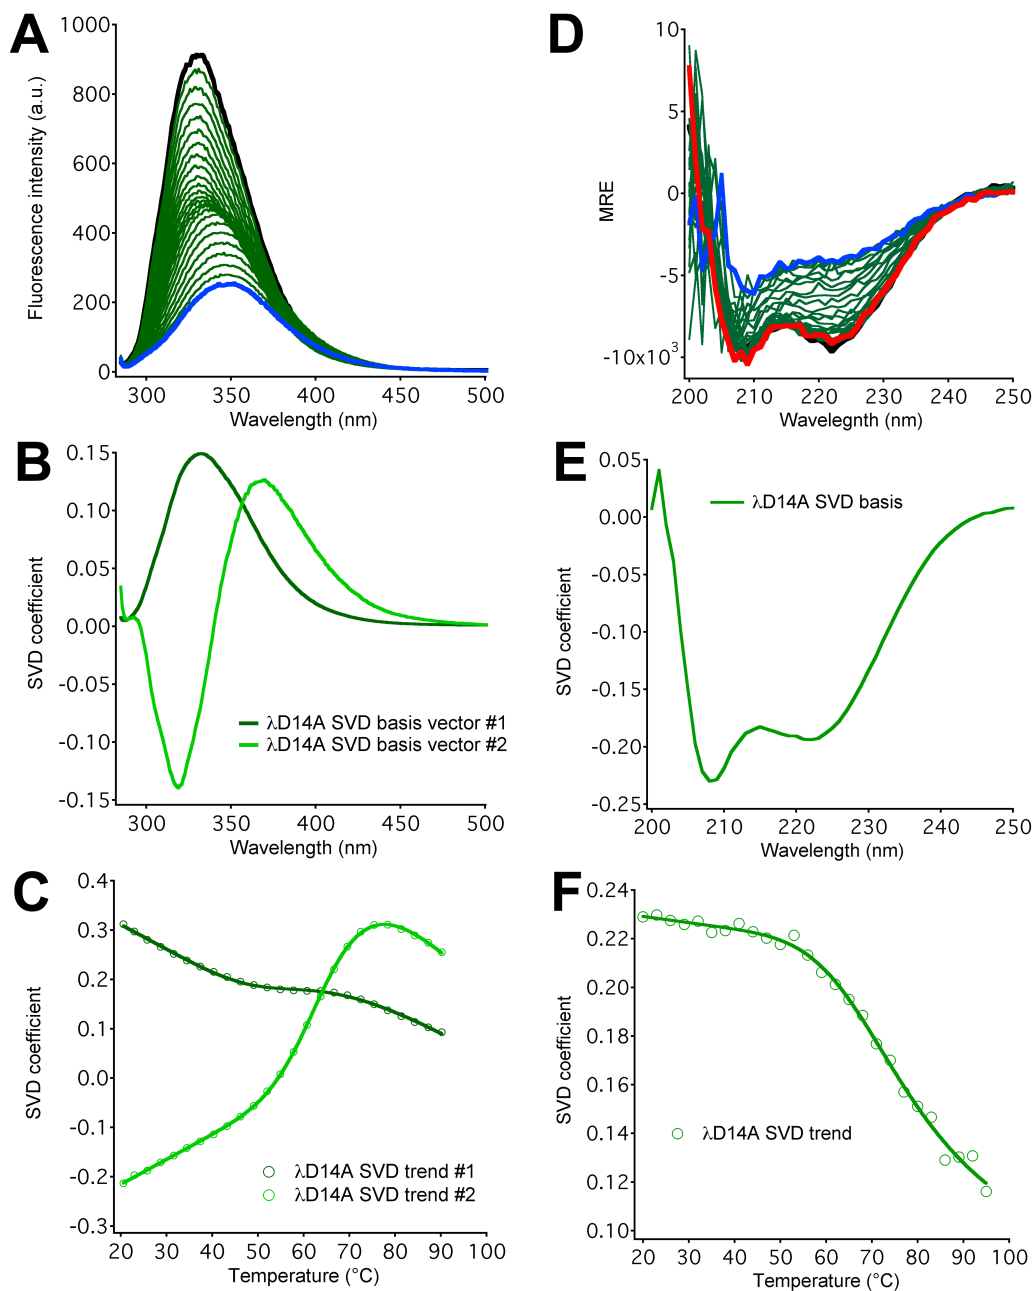 A
1000
800
600
400
200
0
Fluorescence intensity (a.u.)
300 350 400 450 500
Wavelength (nm)
D
10
5
0
-5
-10x10³
MRE
200 210 220 230 240 250
Wavelegnth (nm)
B
0.15
0.10
0.05
0.00
-0.05
-0.10
-0.15
SVD coefficient
λD14A SVD basis vector #1
λD14A SVD basis vector #2
300 350 400 450 500
Wavelength (nm)
E
0.05
0.00
-0.05
-0.10
-0.15
-0.20
-0.25
SVD coefficient
λD14A SVD basis
200 210 220 230 240 250
Wavelength (nm)
C
0.4
0.3
0.2
0.1
0.0
-0.1
-0.2
-0.3
SVD coefficient
λD14A SVD trend #1
λD14A SVD trend #2
20 30 40 50 60 70 80 90 100
Temperature (°C)
F
0.24
0.22
0.20
0.18
0.16
0.14
0.12
0.10
SVD coefficient
λD14A SVD trend
20 30 40 50 60 70 80 90 100
Temperature (°C)